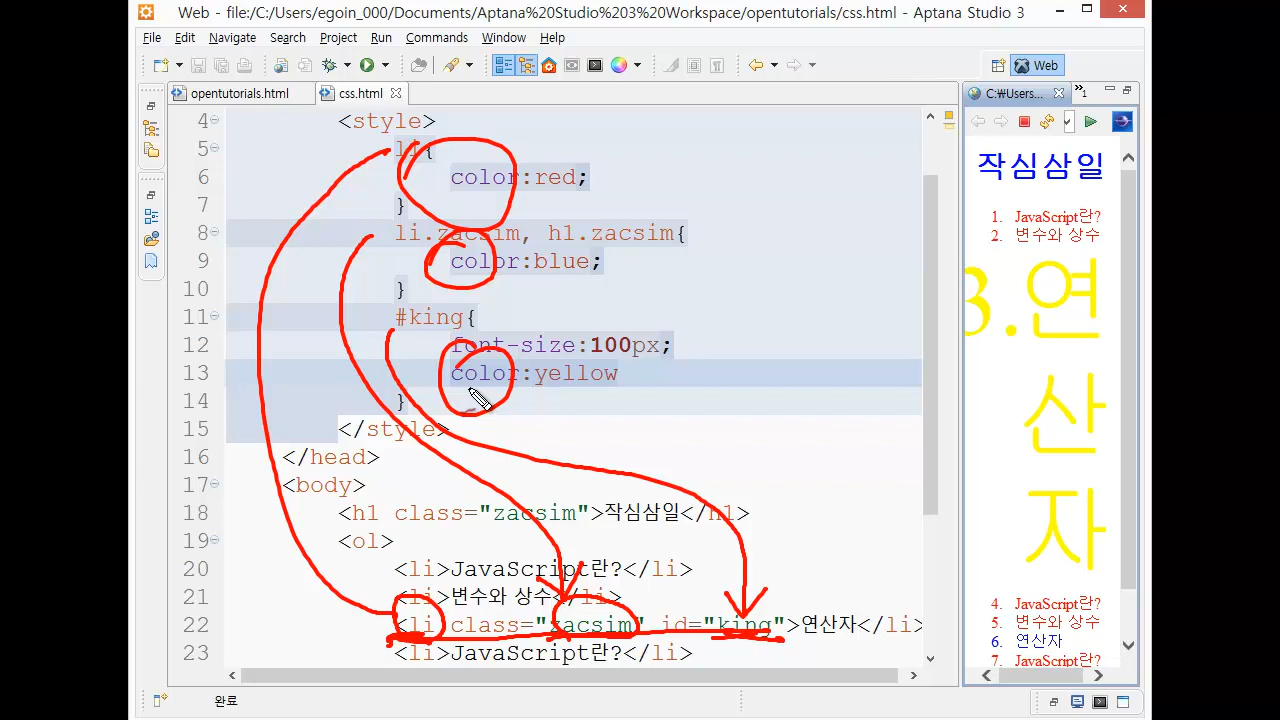 Web - file:/C:/Users/egoin_000/Documents/Aptana%20Studio%203%20Workspace/opentutorials/css.html - Aptana Studio 3
File Edit Navigate Search Project Run Commands Window Help
Web
opentutorials.html css.html
C:₩Users... »1
4 <style>
5 li{
6 color:red;
7 }
8 li.zacsim, h1.zacsim{
9 color:blue;
10 }
11 #king{
12 font-size:100px;
13 color:yellow
14 }
15 </style>
16 </head>
17 <body>
18 <h1 class="zacsim">작심삼일</h1>
19 <ol>
20 <li>JavaScript란?</li>
21 <li>변수와 상수</li>
22 <li class="zacsim" id="king">연산자</li>
23 <li>JavaScript란?</li>
작심삼일
1. JavaScript란?
2. 변수와 상수
3. 연
산
자
4. JavaScript란?
5. 변수와 상수
6. 연산자
7. JavaScript란?
완료